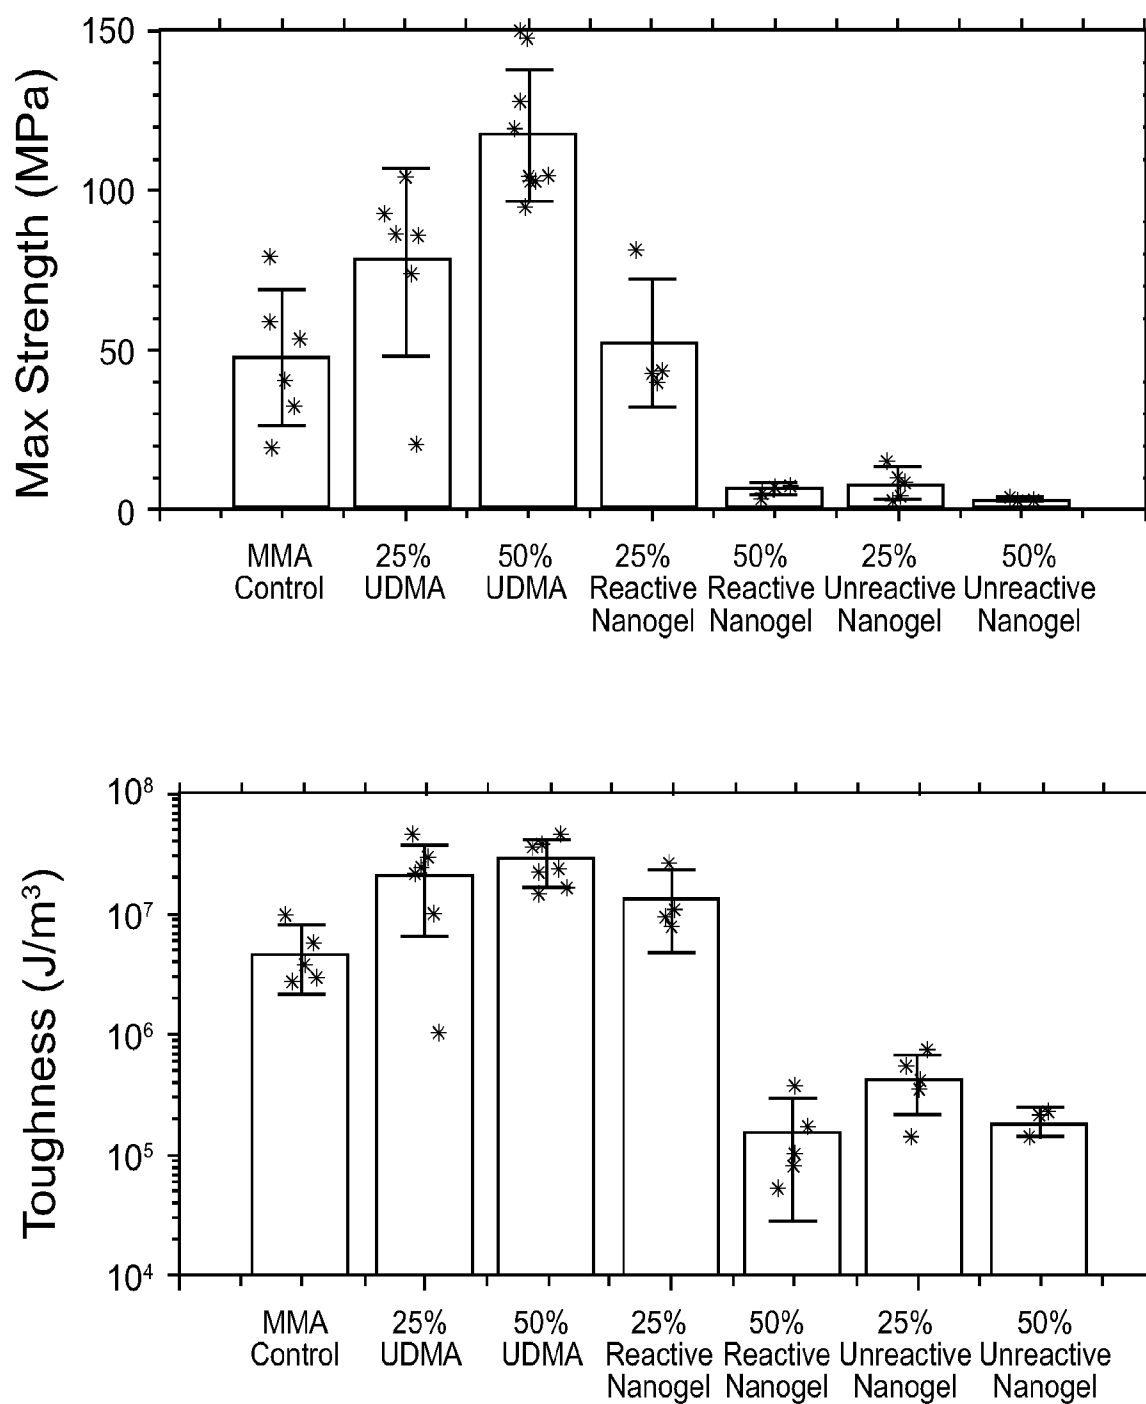 Max Strength (MPa)
150
100
50
0
MMA 25% 50% 25% 50% 25% 50%
Control UDMA UDMA Reactive Reactive Unreactive Unreactive
Nanogel Nanogel Nanogel Nanogel
Toughness (J/m³)
10⁸
10⁷
10⁶
10⁵
10⁴
MMA 25% 50% 25% 50% 25% 50%
Control UDMA UDMA Reactive Reactive Unreactive Unreactive
Nanogel Nanogel Nanogel Nanogel